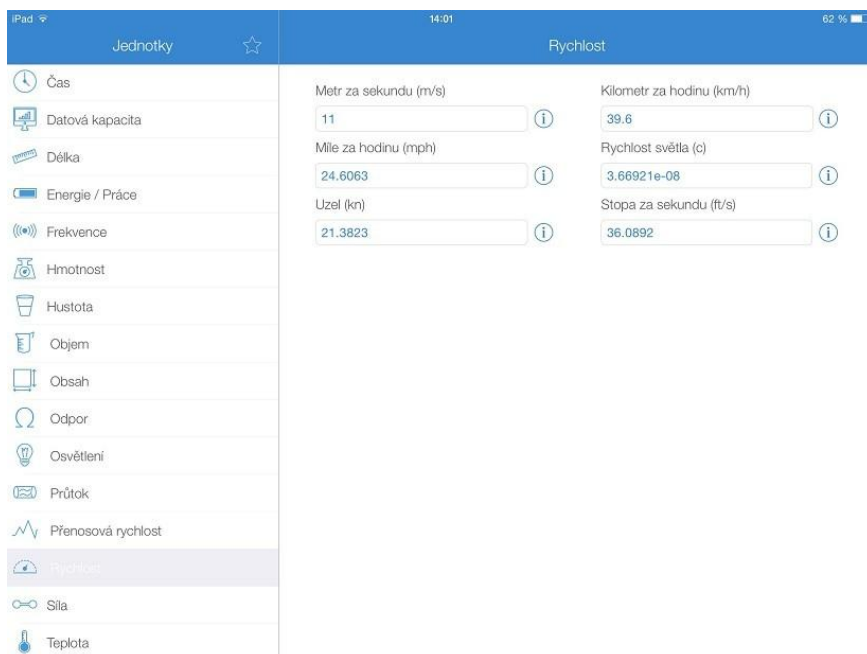 iPad 14:01 62 %
Jednotky
Rychlost
Čas
Datová kapacita
Délka
Energie / Práce
Frekvence
Hmotnost
Hustota
Objem
Obsah
Odpor
Osvětlení
Průtok
Přenosová rychlost
Rychlost
Síla
Teplota
Metr za sekundu (m/s) Kilometr za hodinu (km/h)
11 39.6
Míle za hodinu (mph) Rychlost světla (c)
24.6063 3.66921e-08
Uzel (kn) Stopa za sekundu (ft/s)
21.3823 36.0892